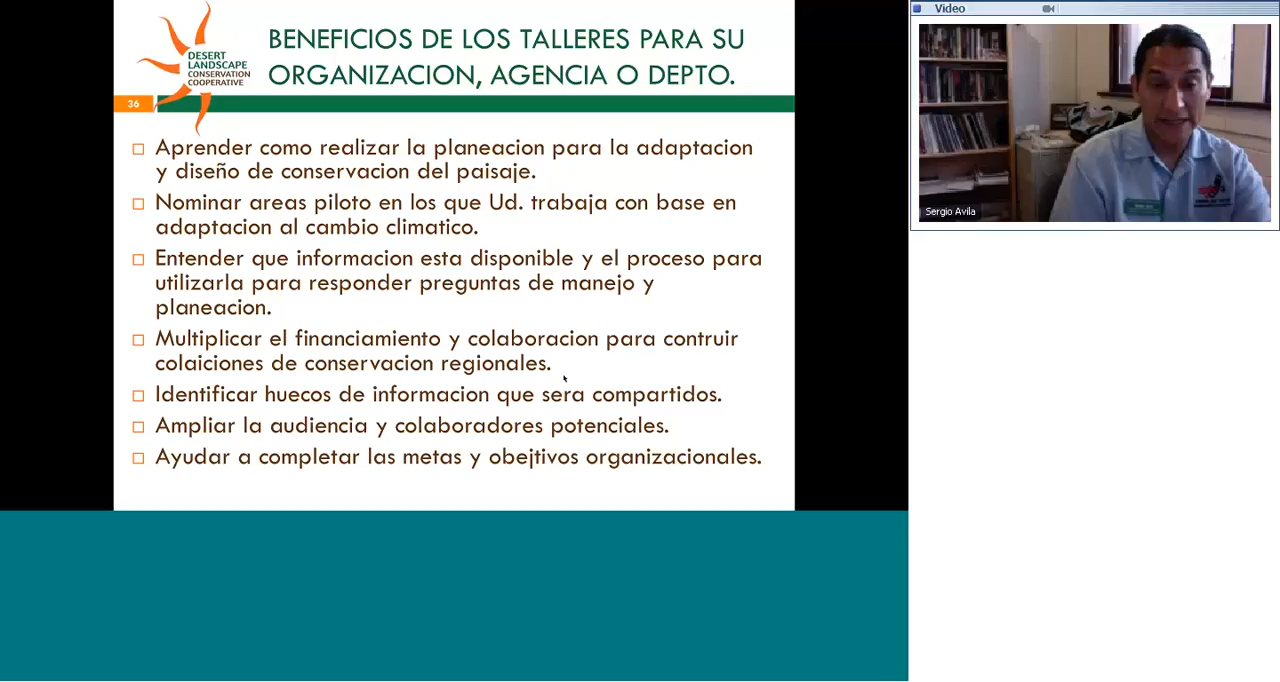 DESERT
LANDSCAPE
CONSERVATION
COOPERATIVE
BENEFICIOS DE LOS TALLERES PARA SU
ORGANIZACION, AGENCIA O DEPTO.
36
Aprender como realizar la planeacion para la adaptacion
y diseño de conservacion del paisaje.
Nominar areas piloto en los que Ud. trabaja con base en
adaptacion al cambio climatico.
Entender que informacion esta disponible y el proceso para
utilizarla para responder preguntas de manejo y
planeacion.
Multiplicar el financiamiento y colaboracion para contruir
colaiciones de conservacion regionales.
Identificar huecos de informacion que sera compartidos.
Ampliar la audiencia y colaboradores potenciales.
Ayudar a completar las metas y obejtivos organizacionales.
Video
Sergio Avila